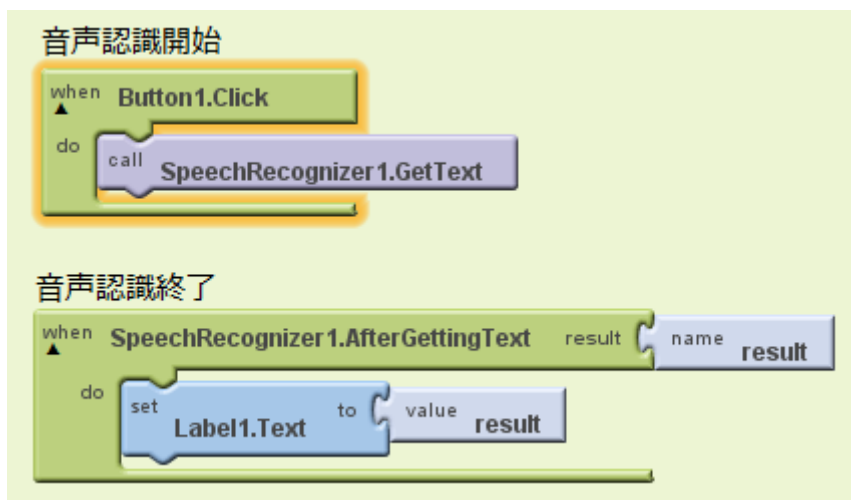 音声認識開始
when Button1.Click
do call SpeechRecognizer1.GetText
音声認識終了
when SpeechRecognizer1.AfterGettingText result name result
do set Label1.Text to value result